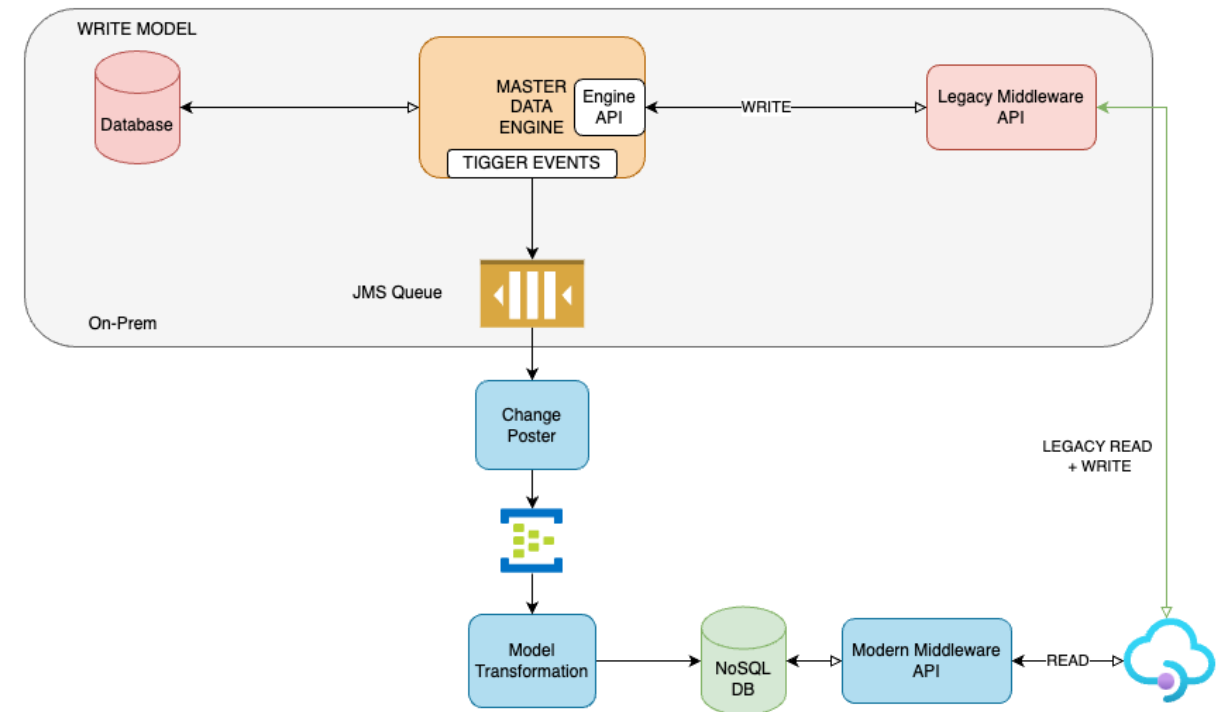 WRITE MODEL
Database
MASTER
DATA
ENGINE
Engine
API
TIGGER EVENTS
WRITE
Legacy Middleware
API
JMS Queue
On-Prem
Change
Poster
LEGACY READ
+ WRITE
Model
Transformation
NoSQL
DB
Modern Middleware
API
READ